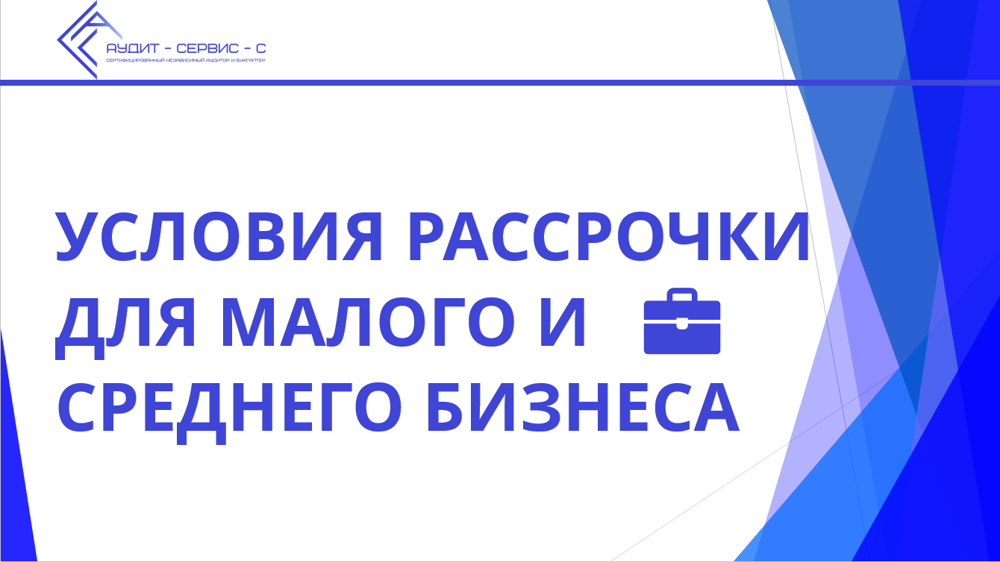 АУДИТ - СЕРВИС - С
СЕРТИФИЦИРОВАННЫЙ НЕЗАВИСИМЫЙ АУДИТОР И БУХГАЛТЕР
УСЛОВИЯ РАССРОЧКИ
ДЛЯ МАЛОГО И
СРЕДНЕГО БИЗНЕСА